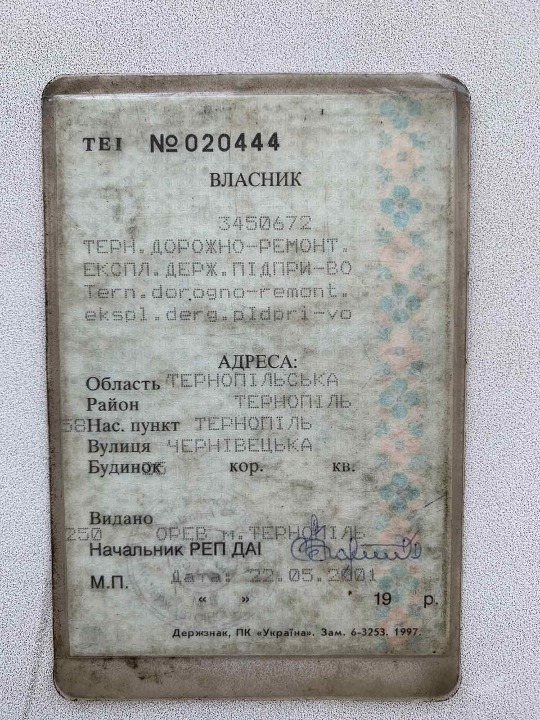 ТЕІ №020444
ВЛАСНИК
3450672
ТЕРН.ДОРОЖНО-РЕМОНТ.
ЕКСПЛ.ДЕРЖ.ПІДПРИ-ВО
Tern.dorogno-remont.
ekspl.derg.pIdpri-vo
АДРЕСА:
Область ТЕРНОПІЛЬСЬКА
Район ТЕРНОПІЛЬ
Нас. пункт ТЕРНОПІЛЬ
Вулиця ЧЕРНІВЕЦЬКА
Будинок кор. кв.
Видано
250 ОРЕВ м.ТЕРНОПІЛЬ
Начальник РЕП ДАІ
Дата: 22.05.2001
М.П.
« » 19 р.
Держзнак, ПК «Україна». Зам. 6-3253. 1997.